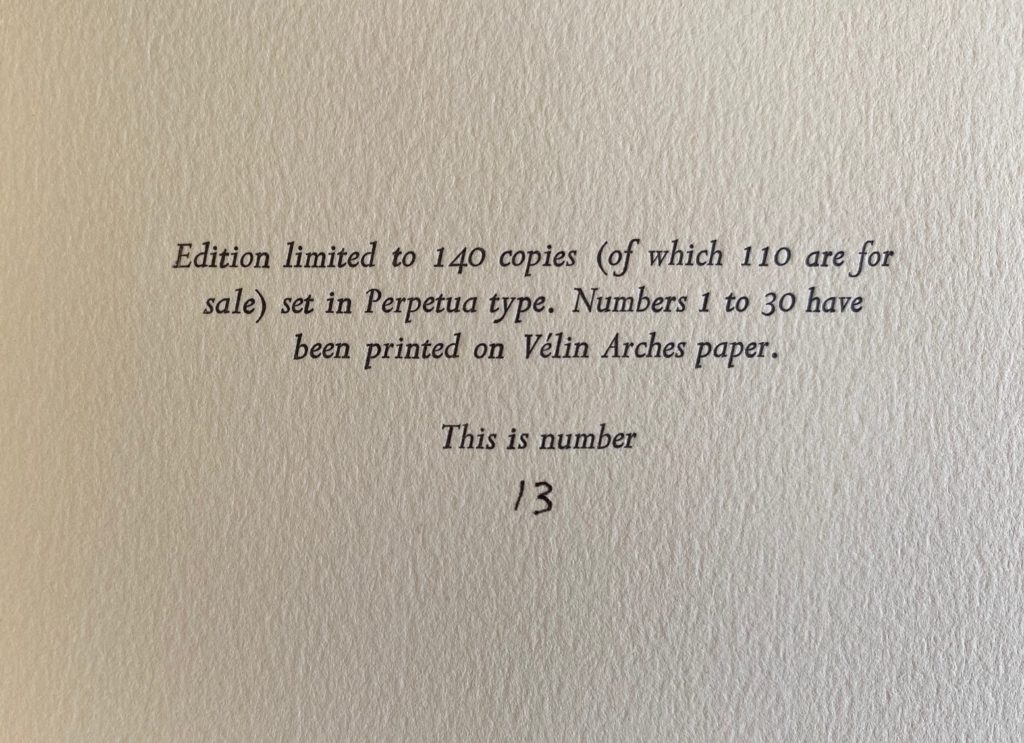 Edition limited to 140 copies (of which 110 are for
sale) set in Perpetua type. Numbers 1 to 30 have
been printed on Vélin Arches paper.
This is number
13